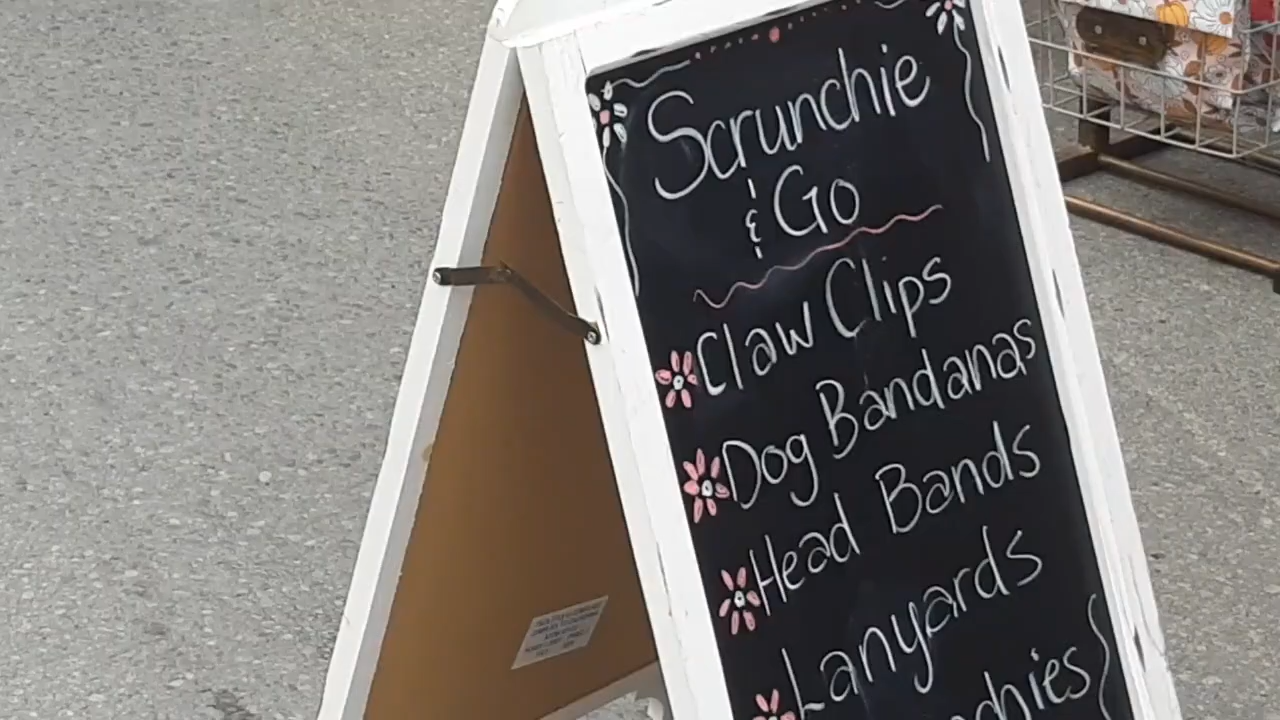 Scrunchie
& Go
Claw Clips
Dog Bandanas
Head Bands
Lanyards